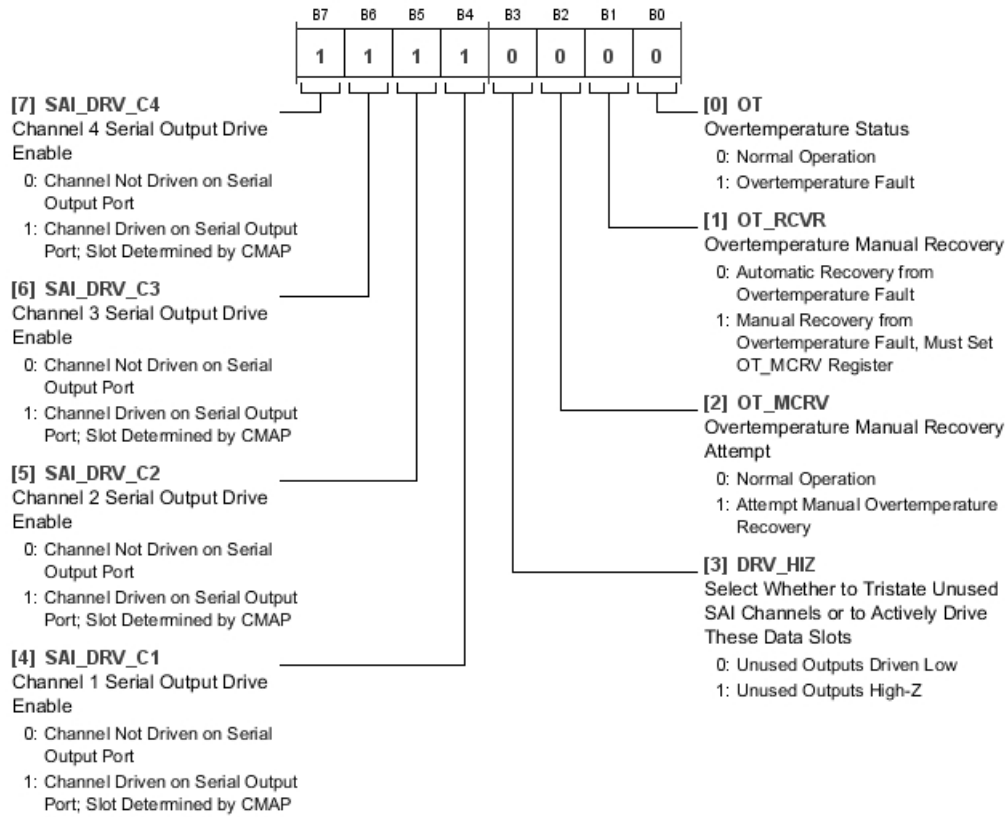 B7 B6 B5 B4 B3 B2 B1 B0
1 1 1 1 0 0 0 0
[7] SAI_DRV_C4
Channel 4 Serial Output Drive
Enable
0: Channel Not Driven on Serial
Output Port
1: Channel Driven on Serial Output
Port; Slot Determined by CMAP
[6] SAI_DRV_C3
Channel 3 Serial Output Drive
Enable
0: Channel Not Driven on Serial
Output Port
1: Channel Driven on Serial Output
Port; Slot Determined by CMAP
[5] SAI_DRV_C2
Channel 2 Serial Output Drive
Enable
0: Channel Not Driven on Serial
Output Port
1: Channel Driven on Serial Output
Port; Slot Determined by CMAP
[4] SAI_DRV_C1
Channel 1 Serial Output Drive
Enable
0: Channel Not Driven on Serial
Output Port
1: Channel Driven on Serial Output
Port; Slot Determined by CMAP
[0] OT
Overtemperature Status
0: Normal Operation
1: Overtemperature Fault
[1] OT_RCVR
Overtemperature Manual Recovery
0: Automatic Recovery from
Overtemperature Fault
1: Manual Recovery from
Overtemperature Fault, Must Set
OT_MCRV Register
[2] OT_MCRV
Overtemperature Manual Recovery
Attempt
0: Normal Operation
1: Attempt Manual Overtemperature
Recovery
[3] DRV_HIZ
Select Whether to Tristate Unused
SAI Channels or to Actively Drive
These Data Slots
0: Unused Outputs Driven Low
1: Unused Outputs High-Z